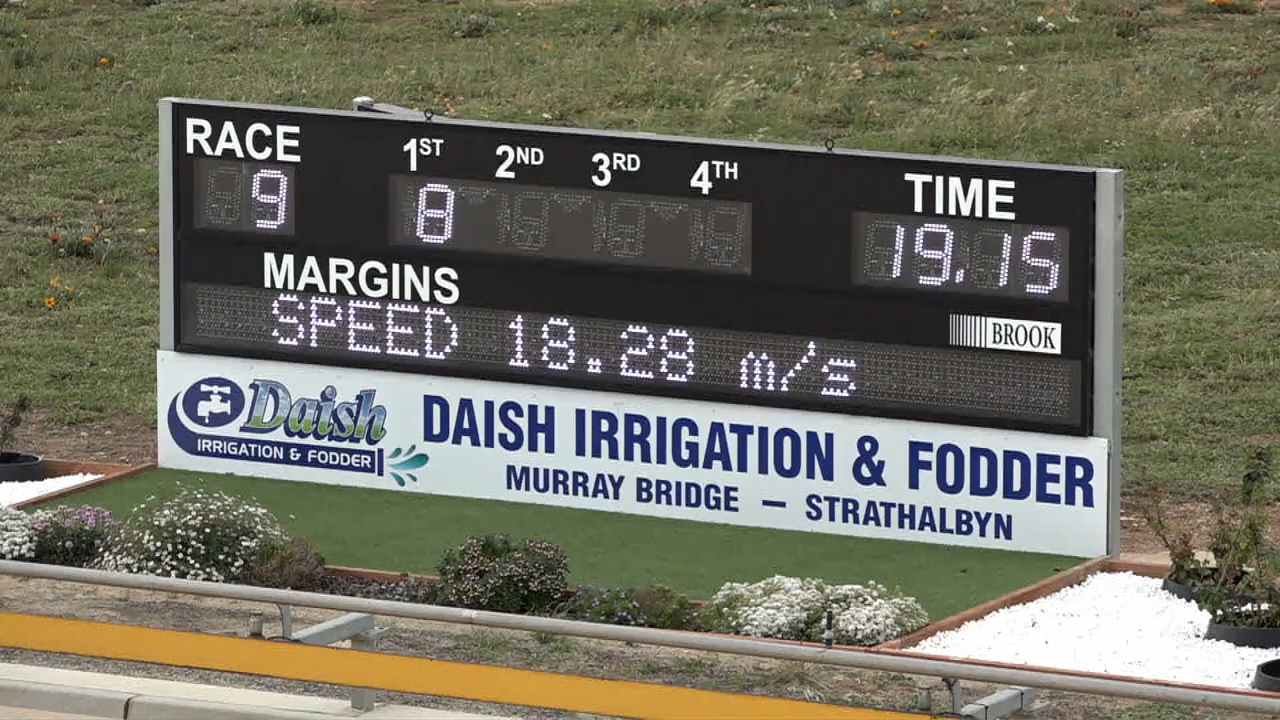 RACE 1ST 2ND 3RD 4TH TIME
9 8 19.15
MARGINS
SPEED 18.28 m/s
BROOK
Daish
IRRIGATION & FODDER
DAISH IRRIGATION & FODDER
MURRAY BRIDGE – STRATHALBYN